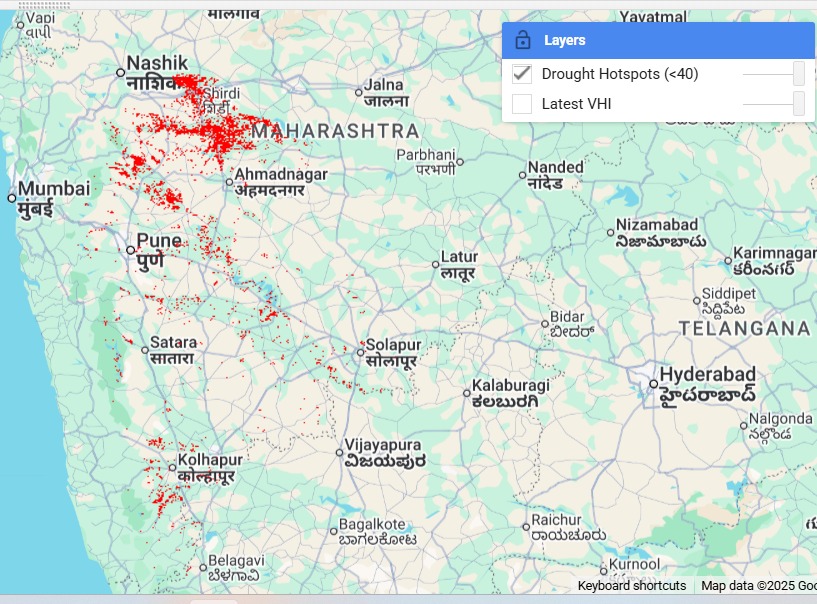 मालेगाव
Yavatmal
Vapi
વાપી
Layers
Drought Hotspots (<40)
Latest VHI
Nashik
नाशिक
Shirdi
शिर्डी
Jalna
जालना
MAHARASHTRA
Parbhani
परभणी
Nanded
नांदेड
Ahmadnagar
अहमदनगर
Mumbai
मुंबई
Pune
पुणे
Nizamabad
నిజామాబాదు
Karimnagar
కరీంనగర్
Latur
लातूर
Siddipet
సిద్దిపేట
Bidar
ಬೀದರ್
TELANGANA
Satara
सातारा
Solapur
सोलापूर
Hyderabad
హైదరాబాద్
Kalaburagi
ಕಲಬುರಗಿ
Nalgonda
నల్గొండ
Vijayapura
ವಿಜಯಪುರ
Kolhapur
कोल्हापूर
Bagalkote
ಬಾಗಲಕೋಟ
Raichur
ರಾಯಚೂರು
Belagavi
ಬೆಳಗಾವಿ
Kurnool
Keyboard shortcuts
Map data ©2025 Goo